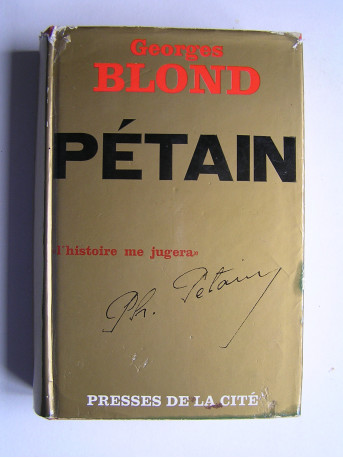 Georges
BLOND
PÉTAIN
«l'histoire me jugera»
Ph. Pétain
PRESSES DE LA CITÉ